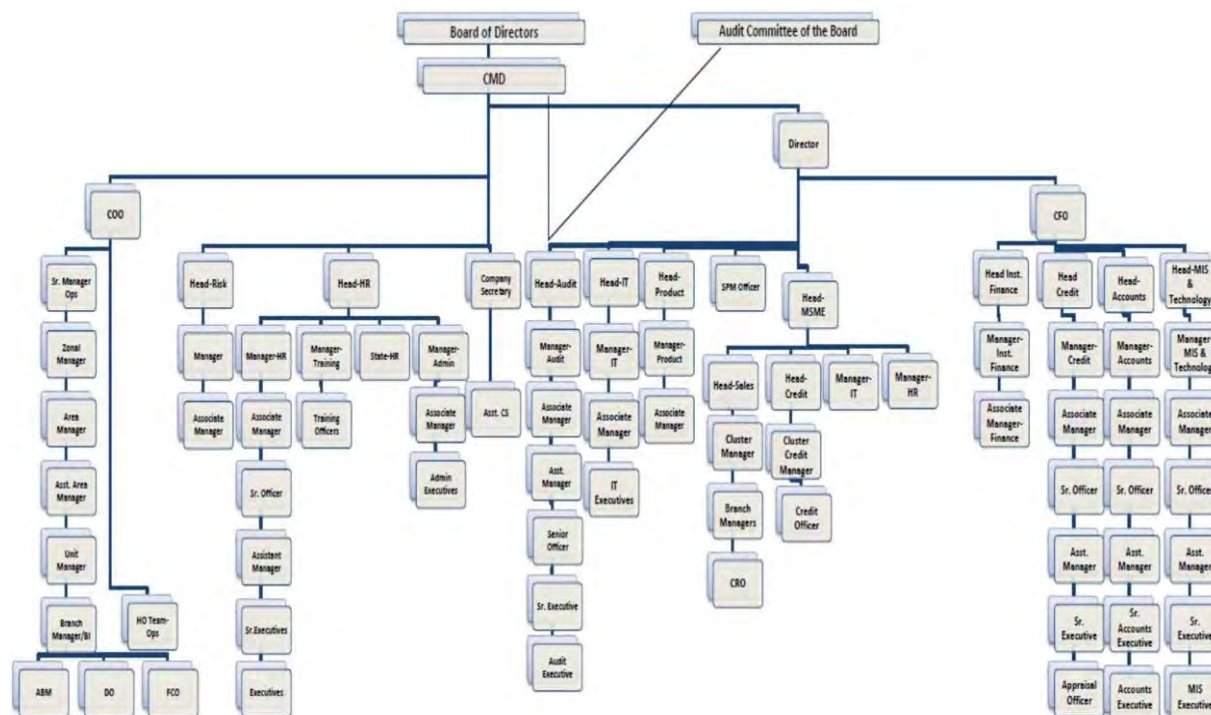 Board of Directors
Audit Committee of the Board
CMD
Director
COO
CFO
Sr. Manager
Ops
Zonal
Manager
Area
Manager
Asst. Area
Manager
Unit
Manager
Branch
Manager/BI
HO Team-
Ops
ABM
DO
FCO
Head-Risk
Manager
Associate
Manager
Head-HR
Manager-HR
Associate
Manager
Sr. Officer
Assistant
Manager
Sr.Executives
Executives
Manager-
Training
Training
Officers
State-HR
Manager-
Admin
Associate
Manager
Admin
Executives
Company
Secretary
Asst. CS
Head-Audit
Manager-
Audit
Associate
Manager
Asst.
Manager
Senior
Officer
Sr. Executive
Audit
Executive
Head-IT
Manager-
IT
Associate
Manager
IT
Executives
Head-
Product
Manager-
Product
Associate
Manager
SPM Officer
Head-
MSME
Head-Sales
Cluster
Manager
Branch
Managers
CRO
Head-
Credit
Cluster
Credit
Manager
Credit
Officer
Manager-
IT
Manager-
HR
Head Inst.
Finance
Manager-
Inst.
Finance
Associate
Manager-
Finance
Head
Credit
Manager-
Credit
Associate
Manager
Sr. Officer
Asst.
Manager
Sr.
Executive
Appraisal
Officer
Head-
Accounts
Manager-
Accounts
Associate
Manager
Sr. Officer
Asst.
Manager
Sr.
Accounts
Executive
Accounts
Executive
Head-MIS
&
Technology
Manager-
MIS &
Technolog
Associate
Manager
Sr. Officer
Asst.
Manager
Sr.
Executive
MIS
Executive